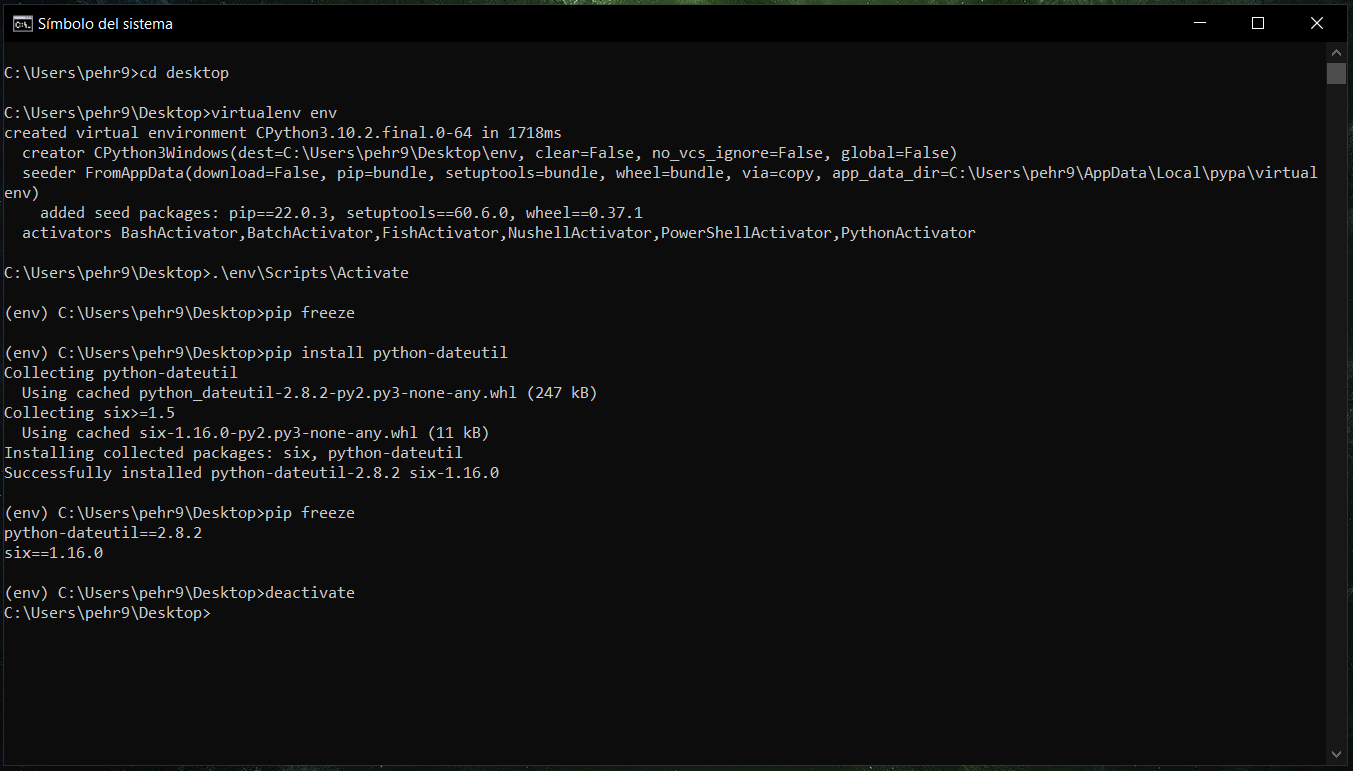 Símbolo del sistema
C:\Users\pehr9>cd desktop
C:\Users\pehr9\Desktop>virtualenv env
created virtual environment CPython3.10.2.final.0-64 in 1718ms
  creator CPython3Windows(dest=C:\Users\pehr9\Desktop\env, clear=False, no_vcs_ignore=False, global=False)
  seeder FromAppData(download=False, pip=bundle, setuptools=bundle, wheel=bundle, via=copy, app_data_dir=C:\Users\pehr9\AppData\Local\pypa\virtual
env)
    added seed packages: pip==22.0.3, setuptools==60.6.0, wheel==0.37.1
  activators BashActivator,BatchActivator,FishActivator,NushellActivator,PowerShellActivator,PythonActivator
C:\Users\pehr9\Desktop>.\env\Scripts\Activate
(env) C:\Users\pehr9\Desktop>pip freeze
(env) C:\Users\pehr9\Desktop>pip install python-dateutil
Collecting python-dateutil
  Using cached python_dateutil-2.8.2-py2.py3-none-any.whl (247 kB)
Collecting six>=1.5
  Using cached six-1.16.0-py2.py3-none-any.whl (11 kB)
Installing collected packages: six, python-dateutil
Successfully installed python-dateutil-2.8.2 six-1.16.0
(env) C:\Users\pehr9\Desktop>pip freeze
python-dateutil==2.8.2
six==1.16.0
(env) C:\Users\pehr9\Desktop>deactivate
C:\Users\pehr9\Desktop>